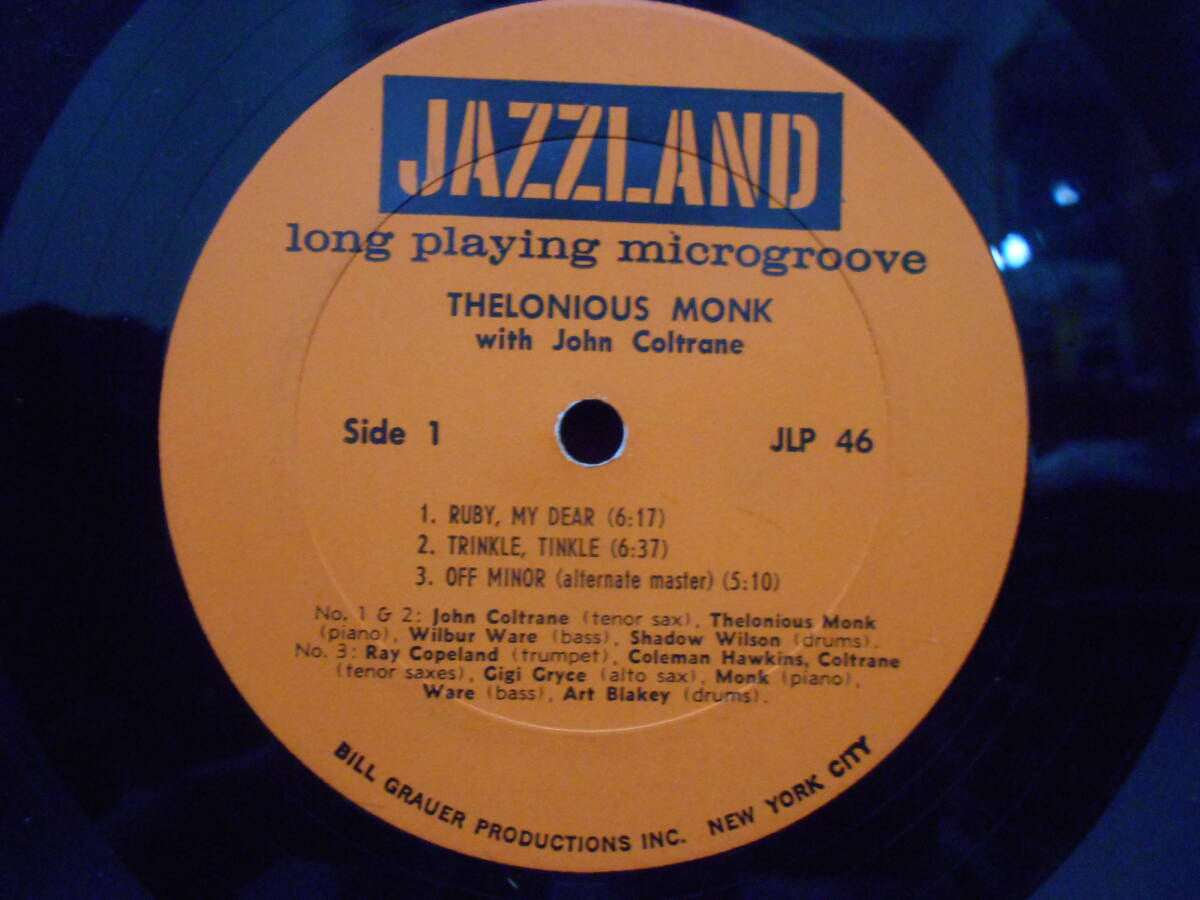 JAZZLAND
long playing microgroove
THELONIOUS MONK
with John Coltrane
Side 1
JLP 46
1. RUBY, MY DEAR (6:17)
2. TRINKLE, TINKLE (6:37)
3. OFF MINOR (alternate master) (5:10)
No. 1 & 2: John Coltrane (tenor sax), Thelonious Monk
(piano), Wilbur Ware (bass), Shadow Wilson (drums).
No. 3: Ray Copeland (trumpet), Coleman Hawkins, Coltrane
(tenor saxes), Gigi Gryce (alto sax), Monk (piano),
Ware (bass), Art Blakey (drums).
BILL GRAUER PRODUCTIONS INC. NEW YORK CITY